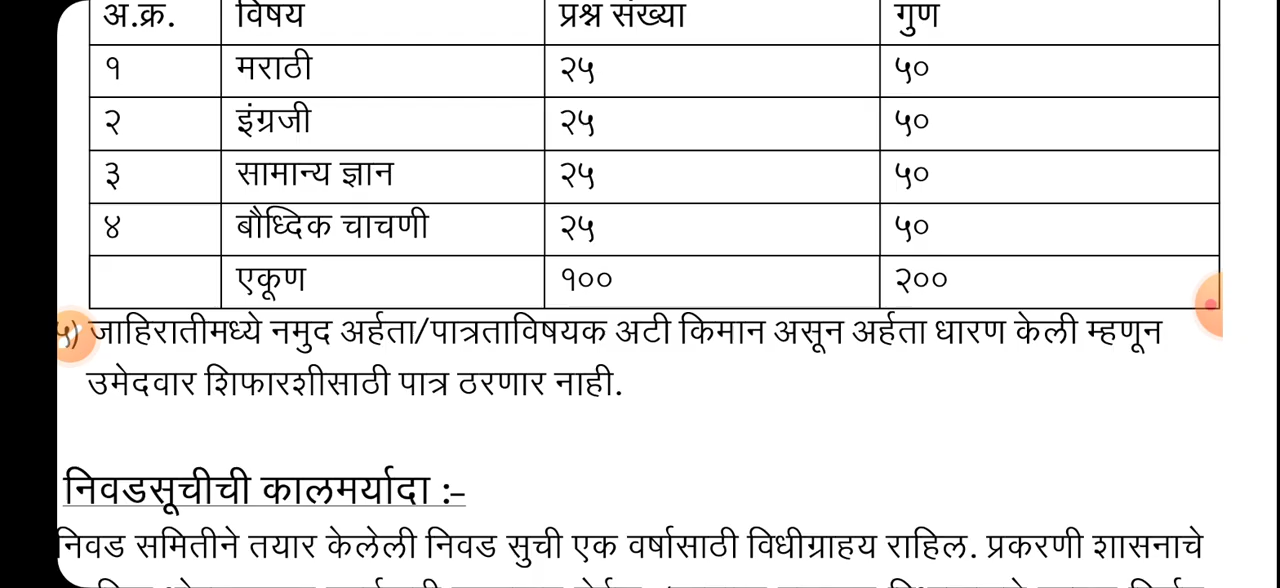 अ.क्र. विषय प्रश्न संख्या गुण
१ मराठी २५ ५०
२ इंग्रजी २५ ५०
३ सामान्य ज्ञान २५ ५०
४ बौध्दिक चाचणी २५ ५०
एकूण १०० २००
५) जाहिरातीमध्ये नमुद अर्हता/पात्रताविषयक अटी किमान असून अर्हता धारण केली म्हणून
उमेदवार शिफारशीसाठी पात्र ठरणार नाही.
निवडसूचीची कालमर्यादा :-
निवड समितीने तयार केलेली निवड सुची एक वर्षासाठी विधीग्राहय राहिल. प्रकरणी शासनाचे